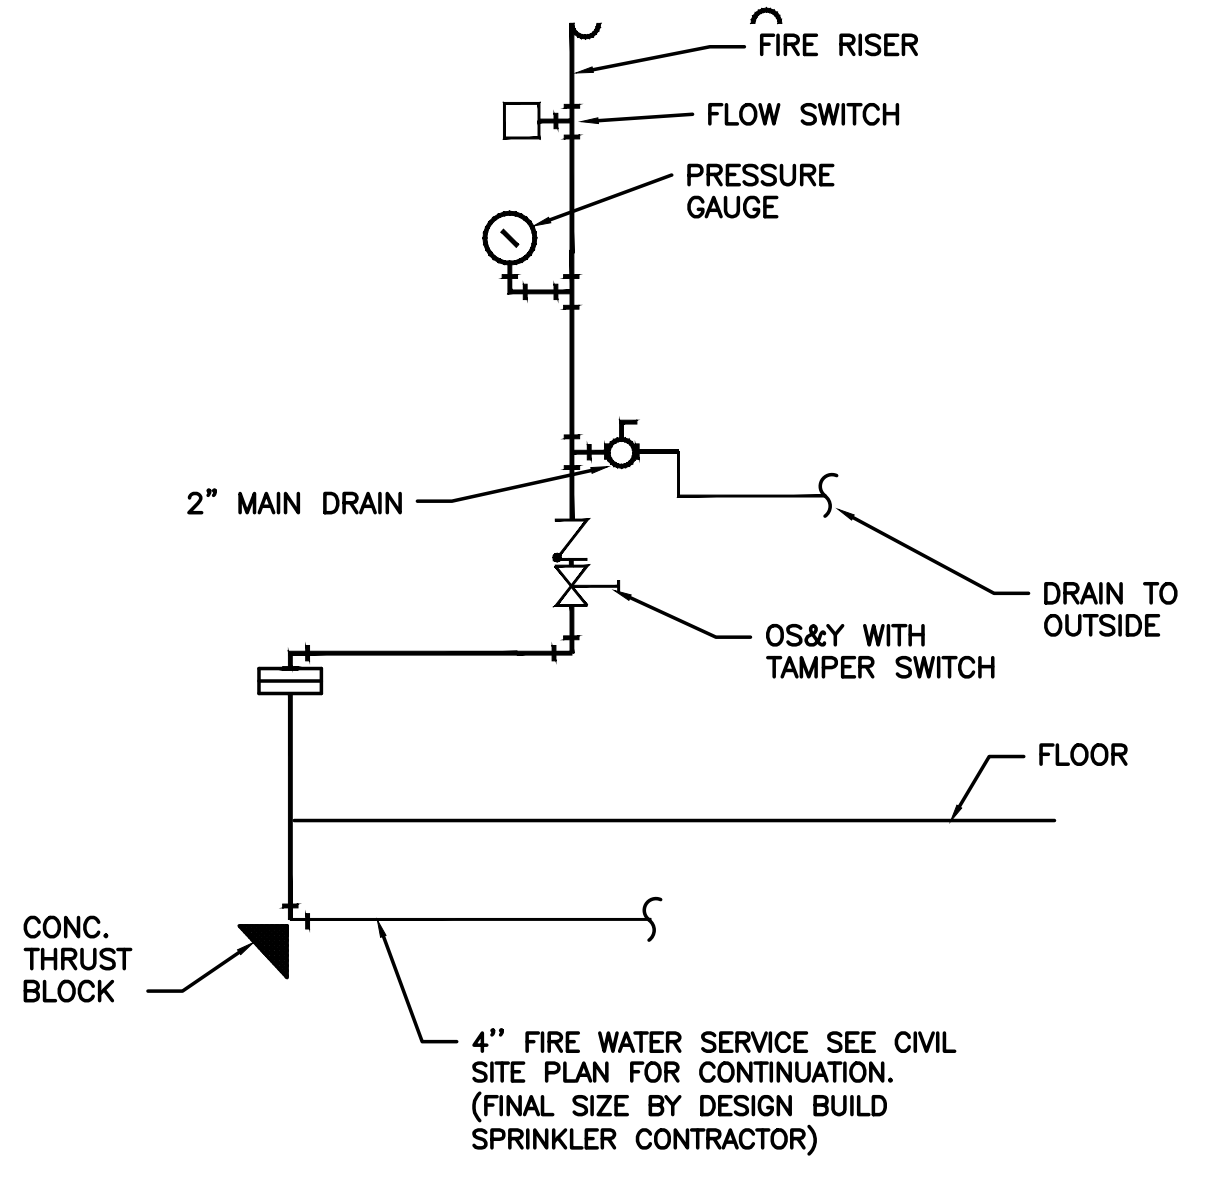 FIRE RISER
FLOW SWITCH
PRESSURE
GAUGE
2" MAIN DRAIN
DRAIN TO
OUTSIDE
OS&Y WITH
TAMPER SWITCH
FLOOR
CONC.
THRUST
BLOCK
4" FIRE WATER SERVICE SEE CIVIL
SITE PLAN FOR CONTINUATION.
(FINAL SIZE BY DESIGN BUILD
SPRINKLER CONTRACTOR)